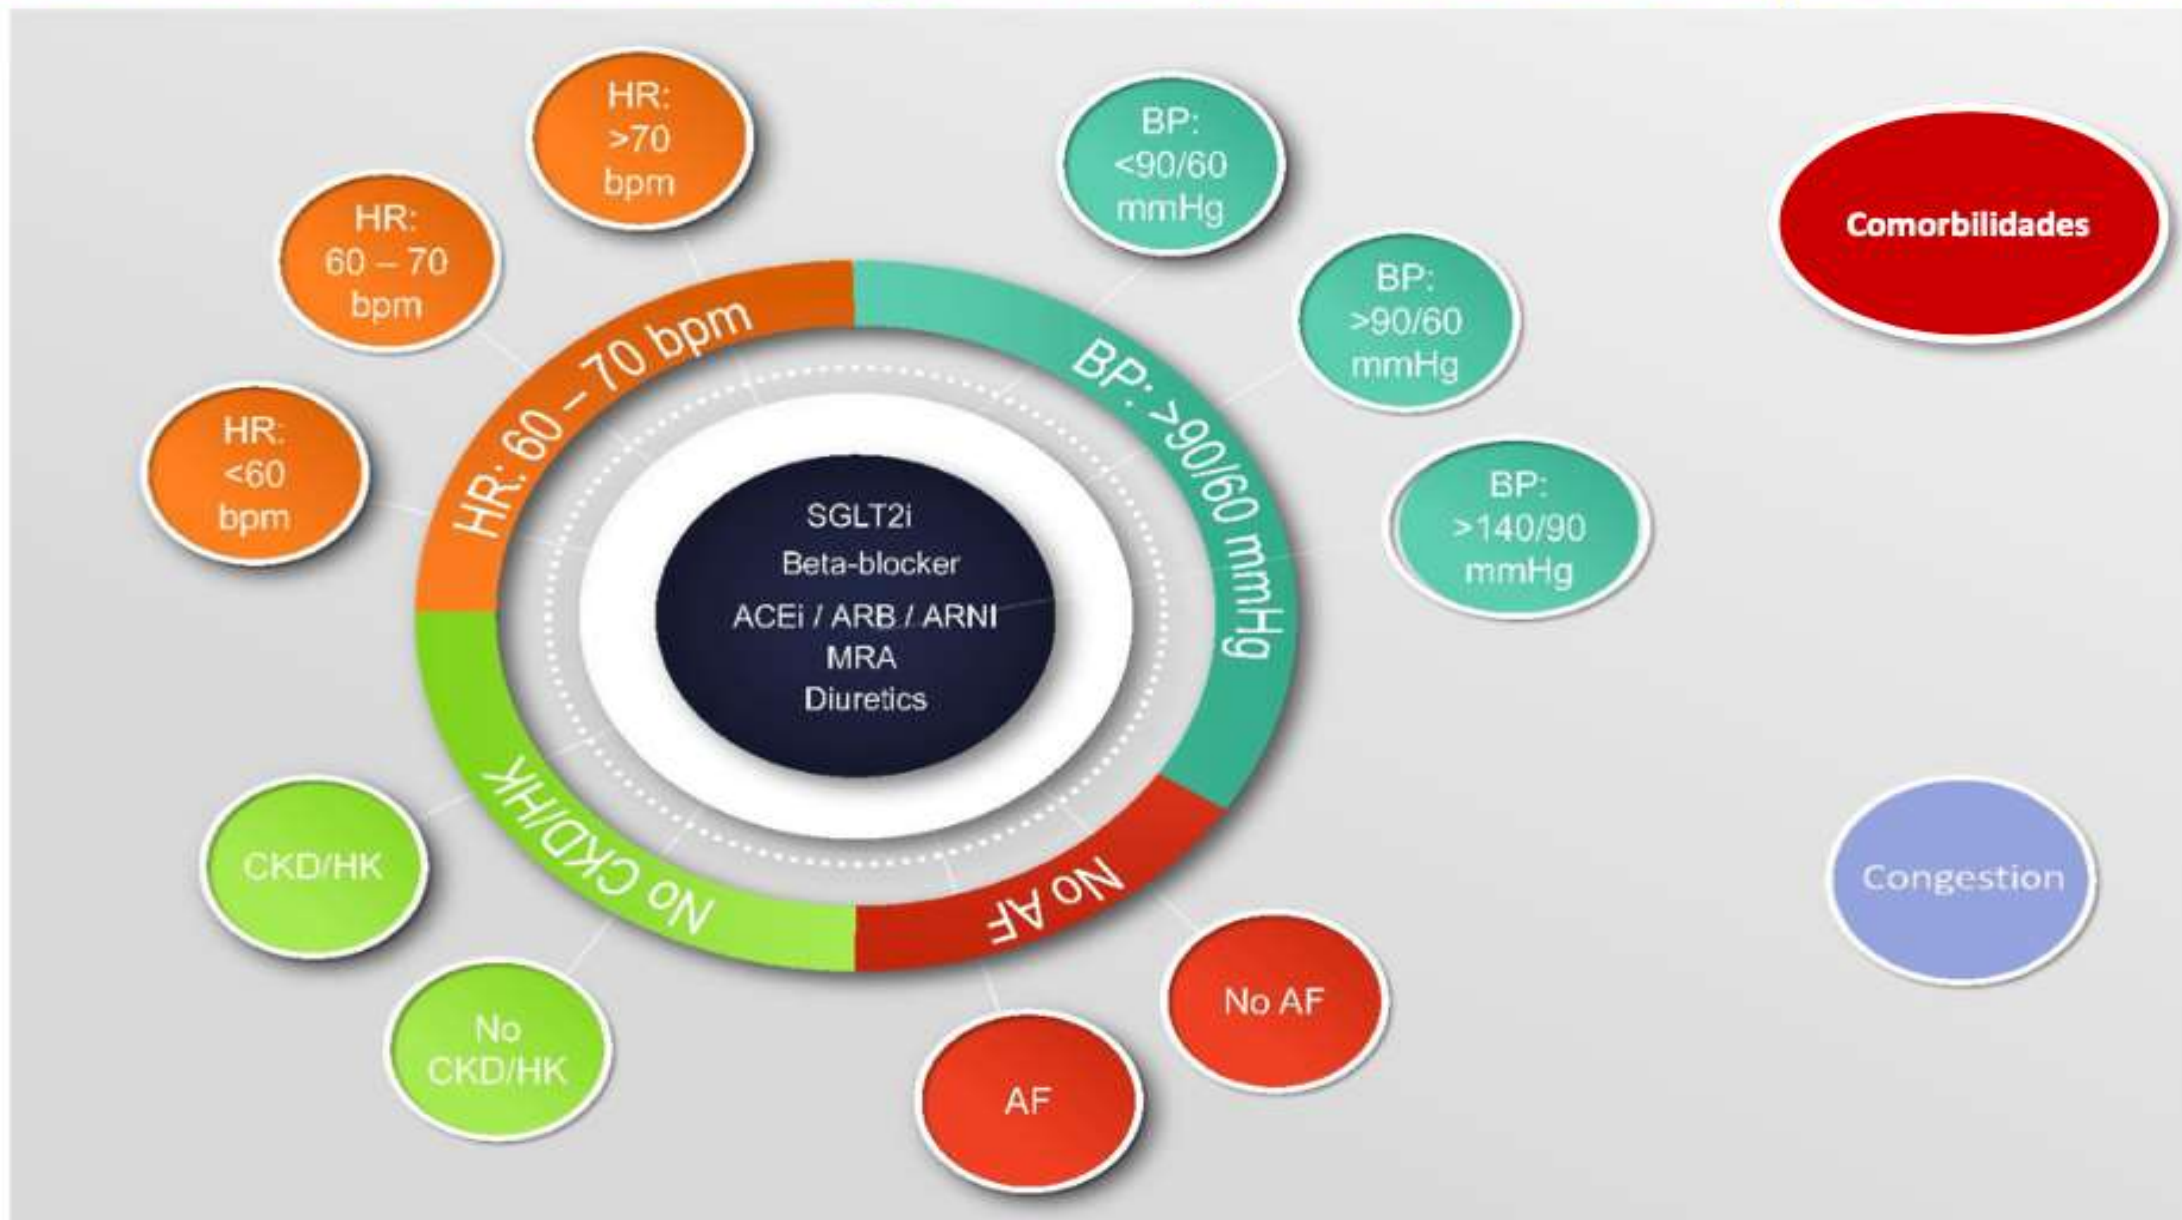 HR:
>70
bpm
BP:
<90/60
mmHg
Comorbilidades
HR:
60 – 70
bpm
BP:
>90/60
mmHg
HR:
<60
bpm
BP:
>140/90
mmHg
HR: 60 – 70 bpm
BP: >90/60 mmHg
SGLT2i
Beta-blocker
ACEi / ARB / ARNI
MRA
Diuretics
No CKD/HK
No AF
CKD/HK
Congestion
No
CKD/HK
No AF
AF